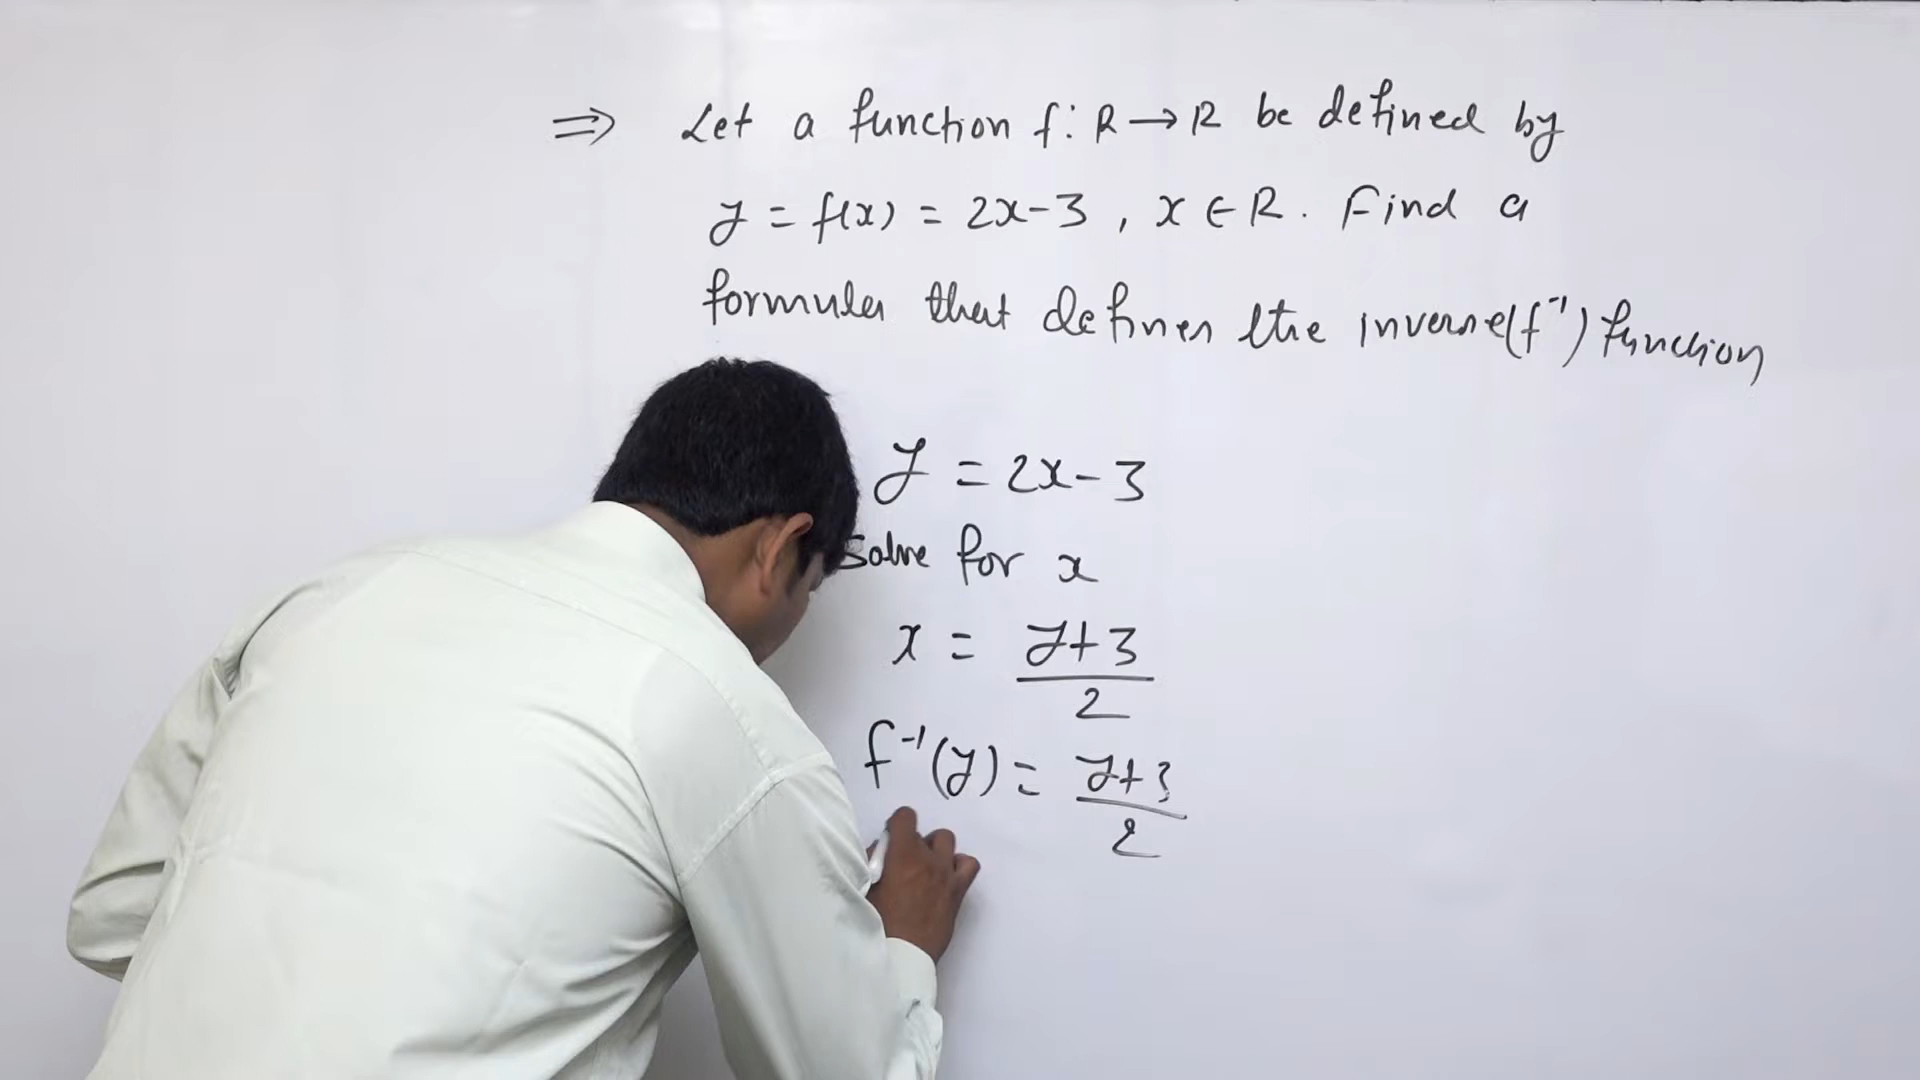 ⇒ Let a function f: R → R be defined by
y = f(x) = 2x-3, x ∈ R. Find a
formula that defines the inverse(f⁻¹) function
y = 2x-3
Solve for x
x = (y+3)/2
f⁻¹(y) = (y+3)/2